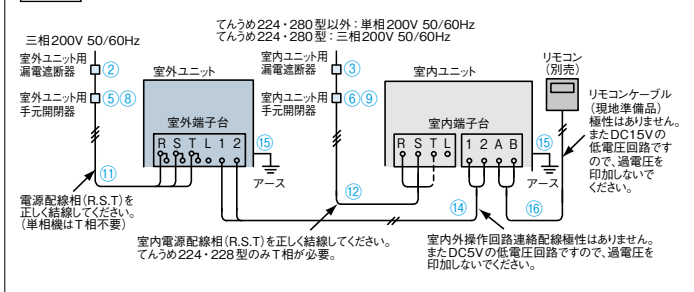 てんうめ224・280型以外：単相200V 50/60Hz
てんうめ224・280型：三相200V 50/60Hz
三相200V 50/60Hz
室外ユニット用
漏電遮断器
②
室外ユニット用
手元開閉器
⑤⑧
室外ユニット
室外端子台
R S T L 1 2
⑮
アース
⑪
電源配線相（R.S.T）を
正しく結線してください。
（単相機はT相不要）
室内ユニット用
漏電遮断器
③
室内ユニット用
手元開閉器
⑥⑨
室内ユニット
室内端子台
R S T L 1 2 A B
⑮
アース
⑫
室内電源配線相（R.S.T）を正しく結線してください。
てんうめ224・228型のみT相が必要。
リモコン
（別売）
リモコンケーブル
（現地準備品）
極性はありません。
またDC15Vの
低電圧回路です
ので、過電圧を
印加しないで
ください。
⑭
⑯
室内外操作回路連絡配線極性はありません。
またDC5Vの低電圧回路ですので、過電圧を
印加しないでください。